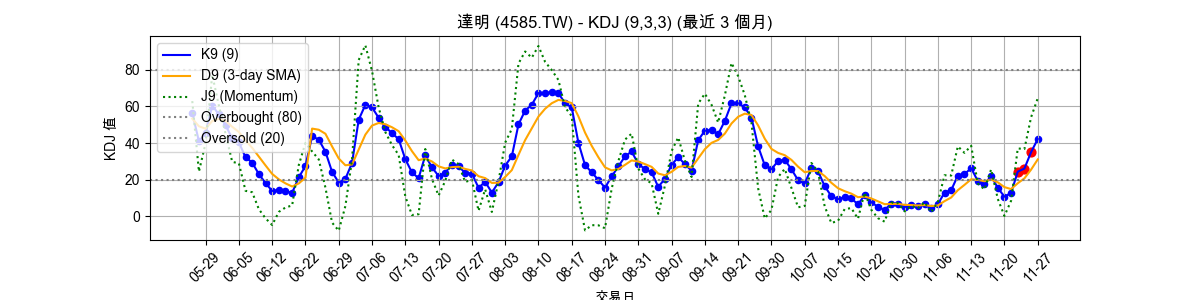 達明 (4585.TW) - KDJ (9,3,3) (最近 3 個月)
K9 (9)
D9 (3-day SMA)
J9 (Momentum)
Overbought (80)
Oversold (20)
KDJ 值
80
60
40
20
0
05-29 06-05 06-12 06-22 06-29 07-06 07-13 07-20 07-27 08-03 08-10 08-17 08-24 08-31 09-07 09-14 09-21 09-30 10-07 10-15 10-22 10-30 11-06 11-13 11-20 11-27
交易日